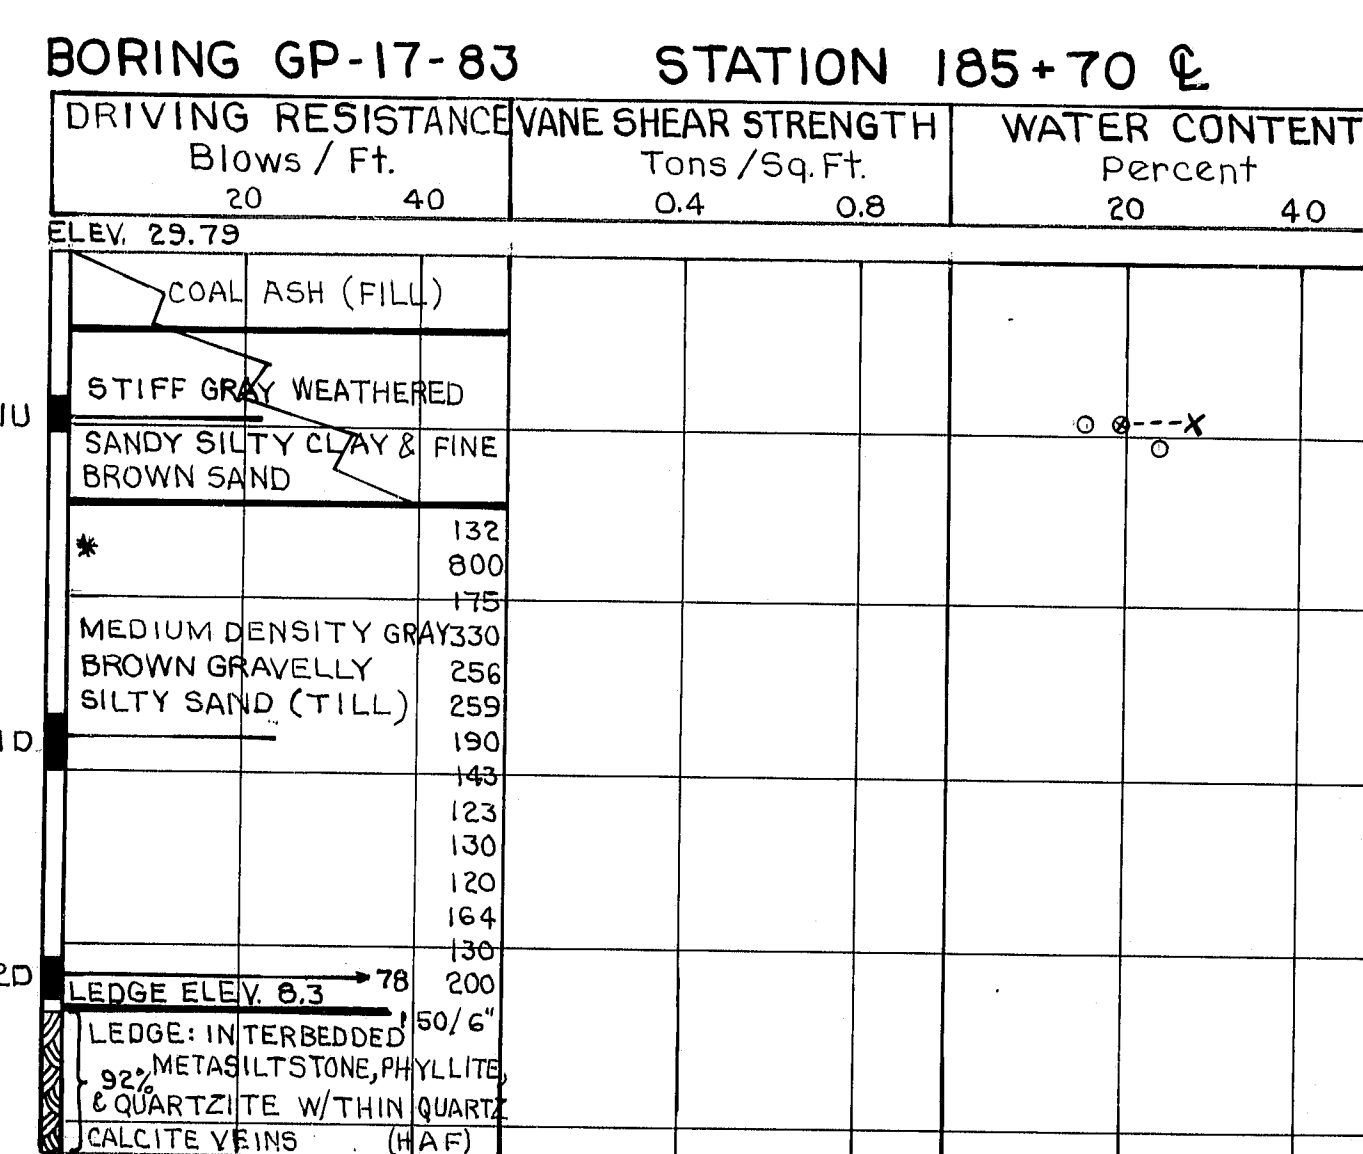 BORING GP-17-83 STATION 185+70 ℄
DRIVING RESISTANCE VANE SHEAR STRENGTH WATER CONTENT
Blows / Ft. Tons /Sq. Ft. Percent
20 40 0.4 0.8 20 40
ELEV. 29.79
COAL ASH (FILL)
STIFF GRAY WEATHERED
1U
SANDY SILTY CLAY & FINE
BROWN SAND
132
*
800
175
MEDIUM DENSITY GRAY 330
BROWN GRAVELLY 256
SILTY SAND (TILL) 259
1D 190
143
123
130
120
164
130
2D 78 200
LEDGE ELEV. 8.3
150/6"
LEDGE: INTERBEDDED
92% METASILTSTONE, PHYLLITE,
& QUARTZITE W/THIN QUARTZ
CALCITE VEINS (HAF)